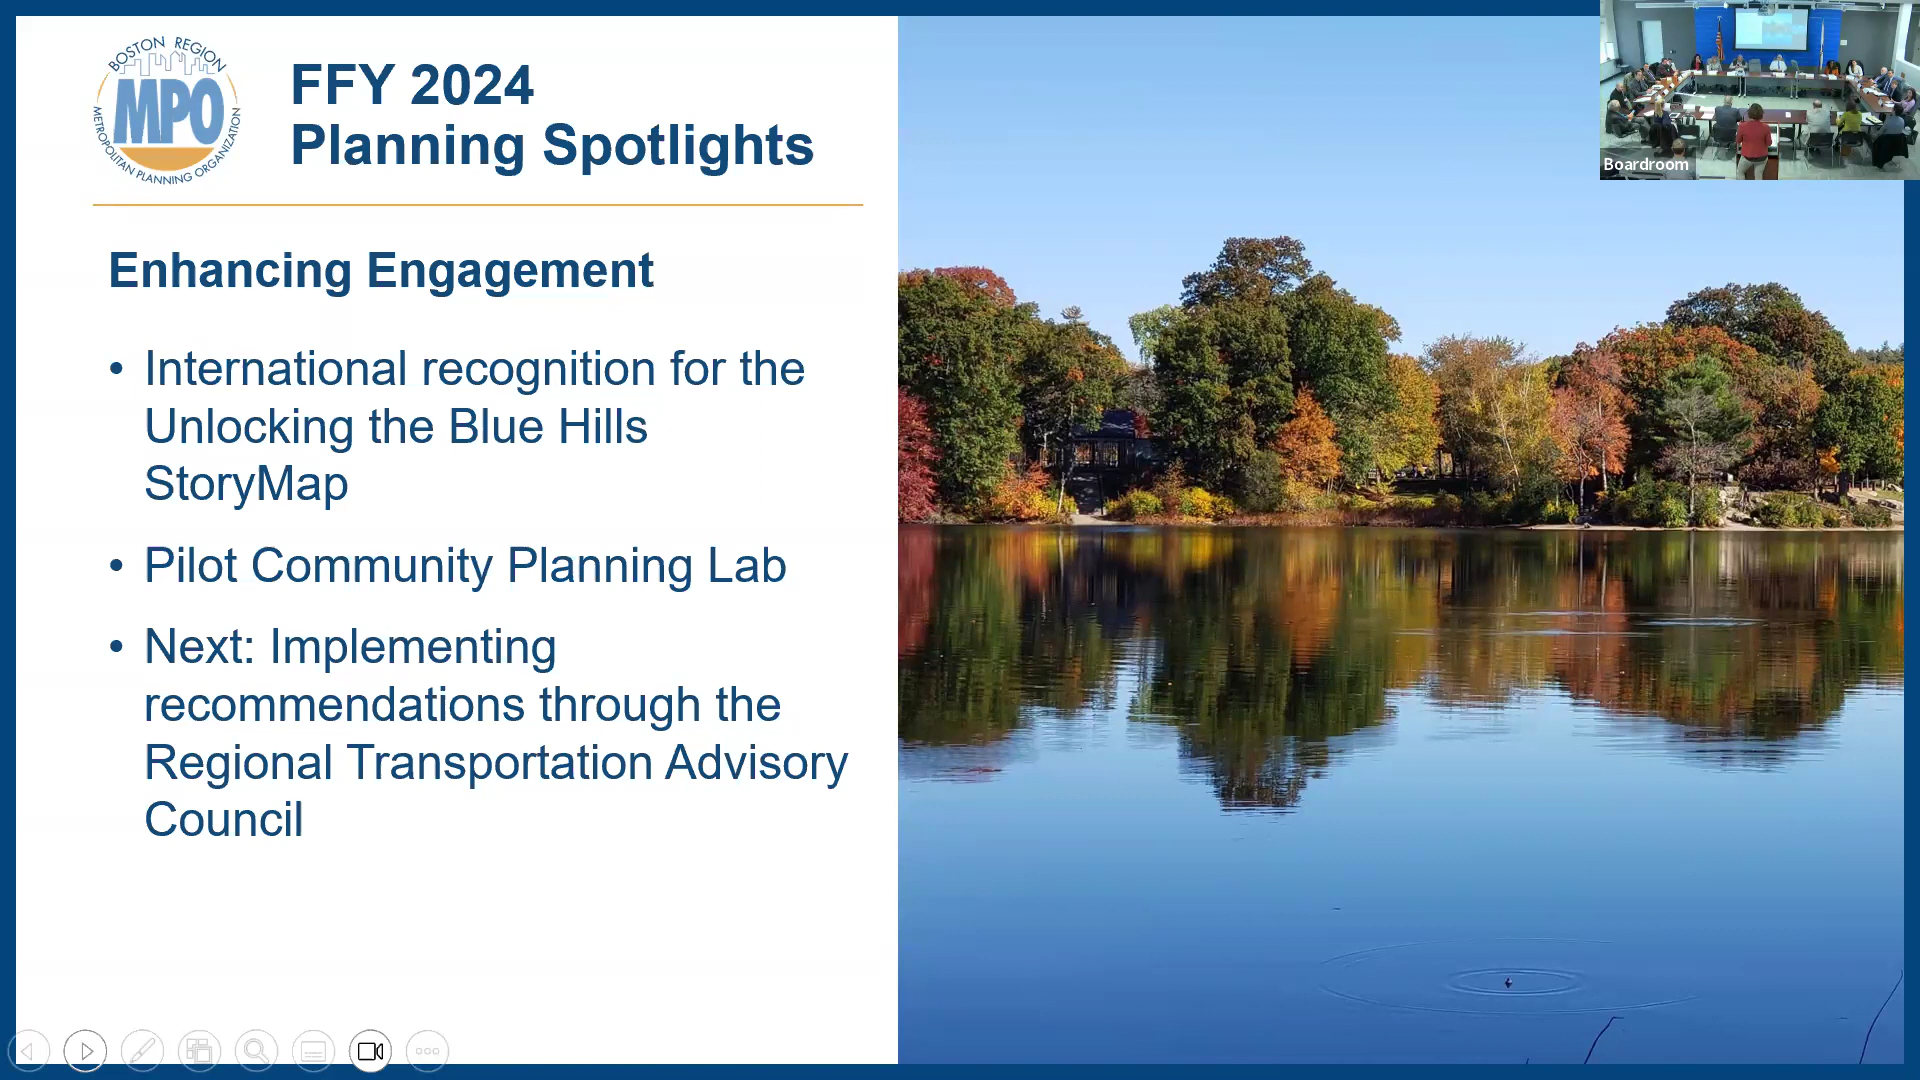 BOSTON REGION
MPO
METROPOLITAN PLANNING ORGANIZATION
FFY 2024
Planning Spotlights
Enhancing Engagement
• International recognition for the
Unlocking the Blue Hills
StoryMap
• Pilot Community Planning Lab
• Next: Implementing
recommendations through the
Regional Transportation Advisory
Council
Boardroom